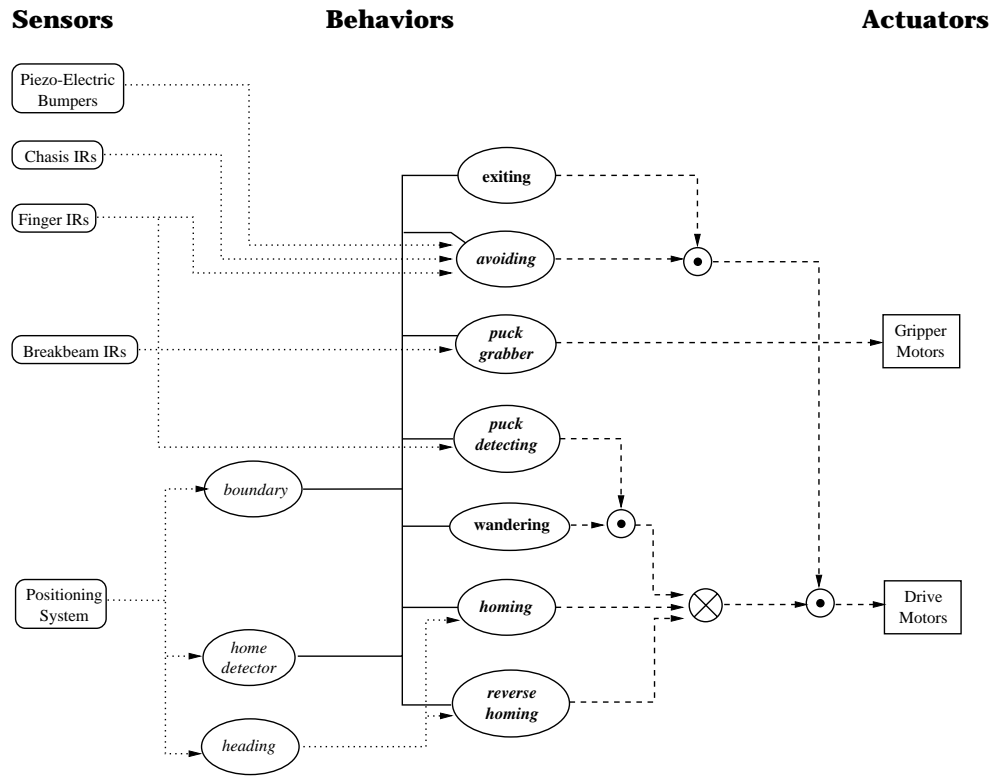 Sensors
Behaviors
Actuators
Piezo-Electric
Bumpers
Chasis IRs
Finger IRs
Breakbeam IRs
Positioning
System
boundary
home
detector
heading
exiting
avoiding
puck
grabber
puck
detecting
wandering
homing
reverse
homing
Gripper
Motors
Drive
Motors